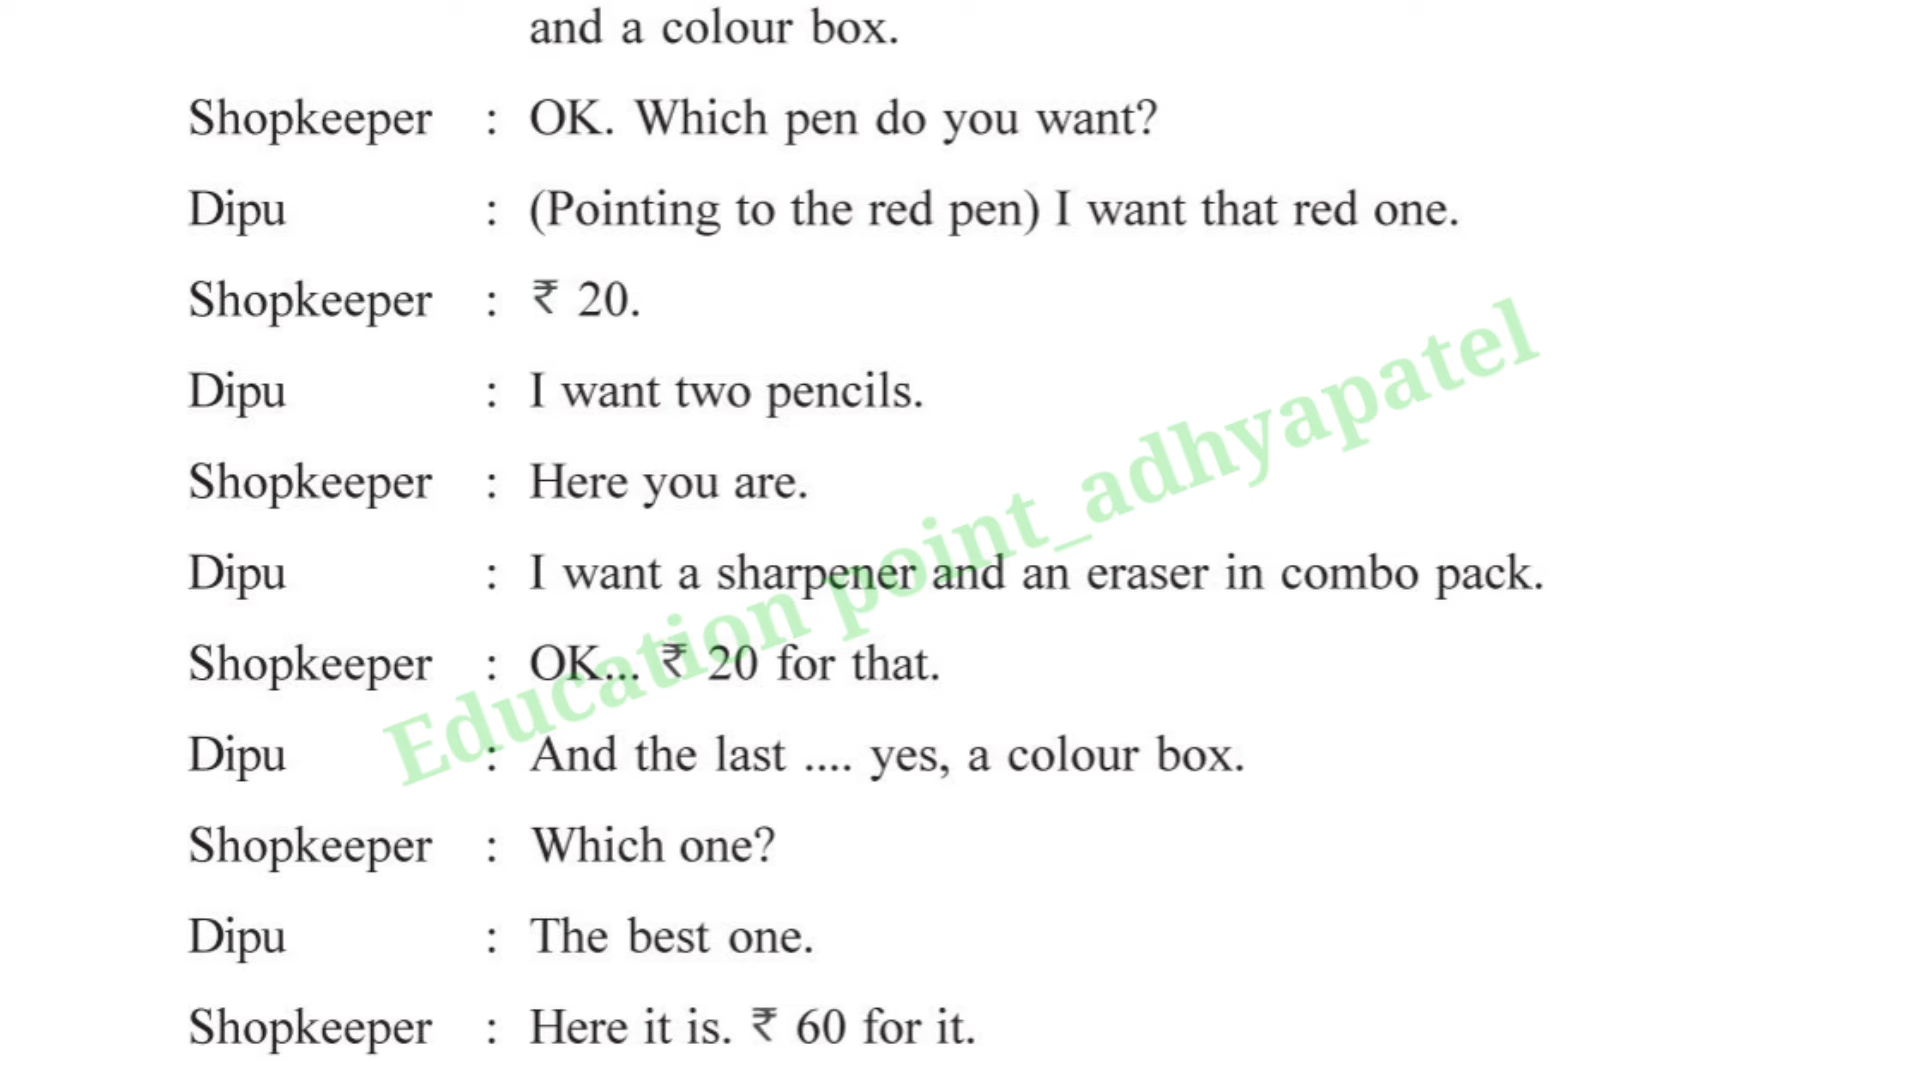 and a colour box.
Shopkeeper : OK. Which pen do you want?
Dipu : (Pointing to the red pen) I want that red one.
Shopkeeper : ₹ 20.
Dipu : I want two pencils.
Shopkeeper : Here you are.
Dipu : I want a sharpener and an eraser in combo pack.
Shopkeeper : OK... ₹ 20 for that.
Dipu : And the last .... yes, a colour box.
Shopkeeper : Which one?
Dipu : The best one.
Shopkeeper : Here it is. ₹ 60 for it.
Education point_adhyapatel